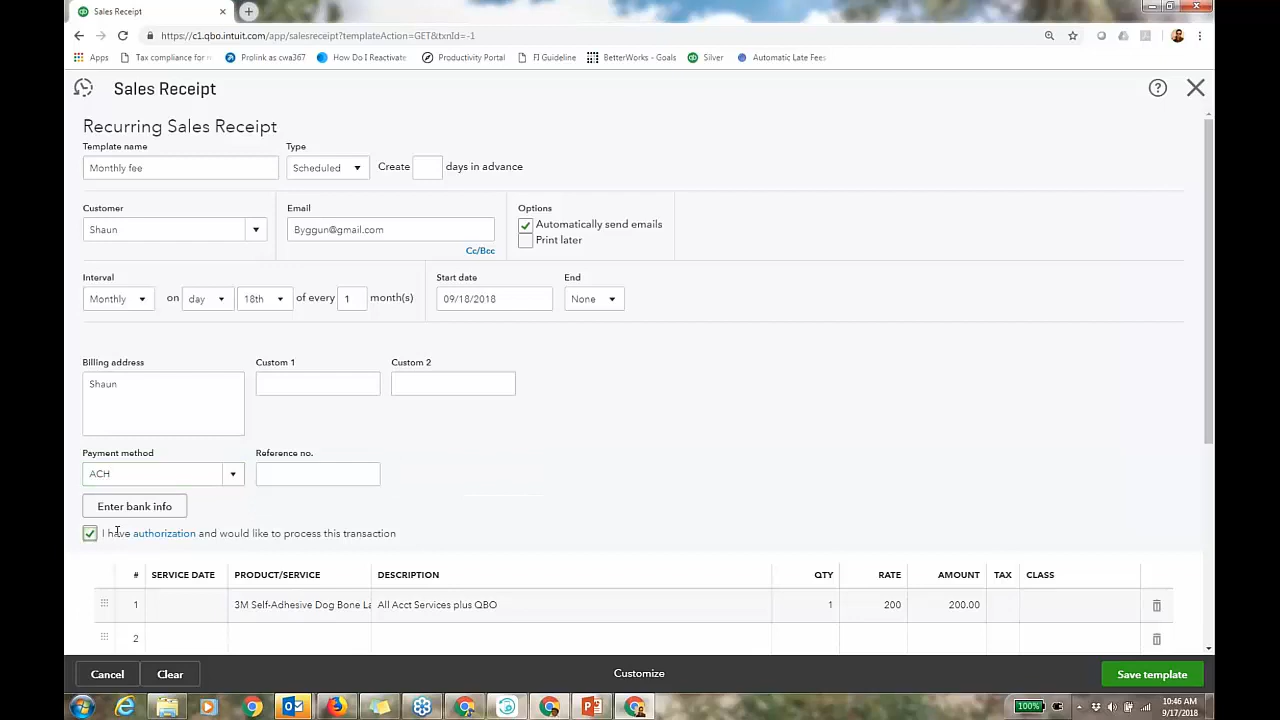 Sales Receipt
https://c1.qbo.intuit.com/app/salesreceipt?templateAction=GET&txnId=-1
Apps Tax compliance for Prolink as cwa367 How Do I Reactivate Productivity Portal FI Guideline BetterWorks - Goals Silver Automatic Late Fees
Sales Receipt
Recurring Sales Receipt
Template name Type
Monthly fee Scheduled Create days in advance
Customer Email Options
Shaun Byggun@gmail.com Automatically send emails
Print later
Cc/Bcc
Interval Start date End
Monthly on day 18th of every 1 month(s) 09/18/2018 None
Billing address Custom 1 Custom 2
Shaun
Payment method Reference no.
ACH
Enter bank info
I have authorization and would like to process this transaction
# SERVICE DATE PRODUCT/SERVICE DESCRIPTION QTY RATE AMOUNT TAX CLASS
1 3M Self-Adhesive Dog Bone La All Acct Services plus QBO 1 200 200.00
2
Cancel Clear Customize Save template
100% 10:46 AM
9/17/2018